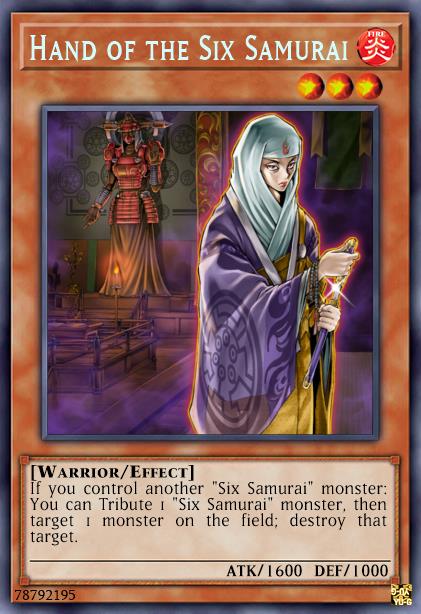 Hand of the Six Samurai
FIRE
炎
[Warrior/Effect]
If you control another "Six Samurai" monster:
You can Tribute 1 "Six Samurai" monster, then
target 1 monster on the field; destroy that
target.
ATK/1600 DEF/1000
78792195